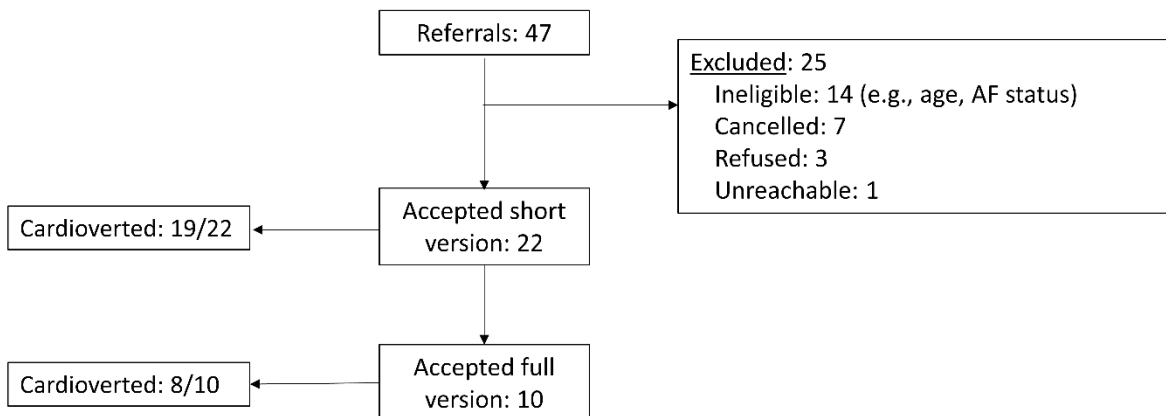 Referrals: 47
Excluded: 25
Ineligible: 14 (e.g., age, AF status)
Cancelled: 7
Refused: 3
Unreachable: 1
Accepted short
version: 22
Cardioverted: 19/22
Accepted full
version: 10
Cardioverted: 8/10